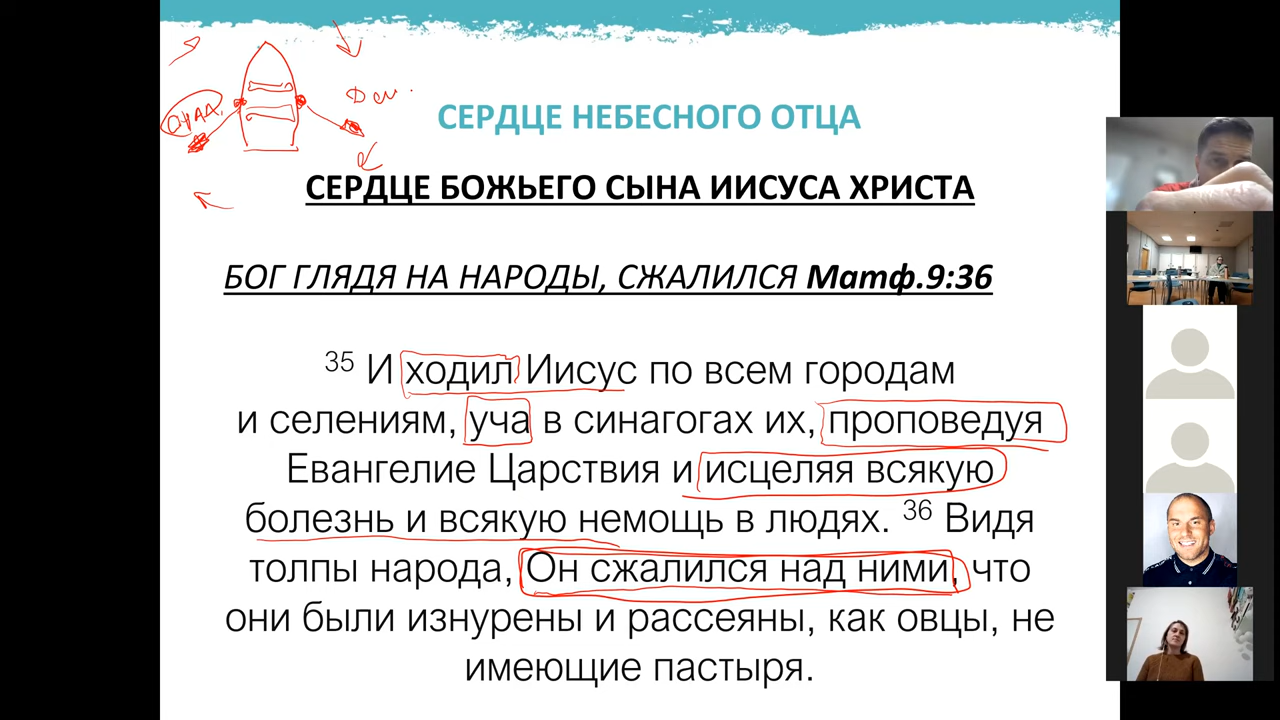 СЕРДЦЕ НЕБЕСНОГО ОТЦА
СЕРДЦЕ БОЖЬЕГО СЫНА ИИСУСА ХРИСТА
БОГ ГЛЯДЯ НА НАРОДЫ, СЖАЛИЛСЯ Матф.9:36
35 И ходил Иисус по всем городам
и селениям, уча в синагогах их, проповедуя
Евангелие Царствия и исцеляя всякую
болезнь и всякую немощь в людях. 36 Видя
толпы народа, Он сжалился над ними, что
они были изнурены и рассеяны, как овцы, не
имеющие пастыря.